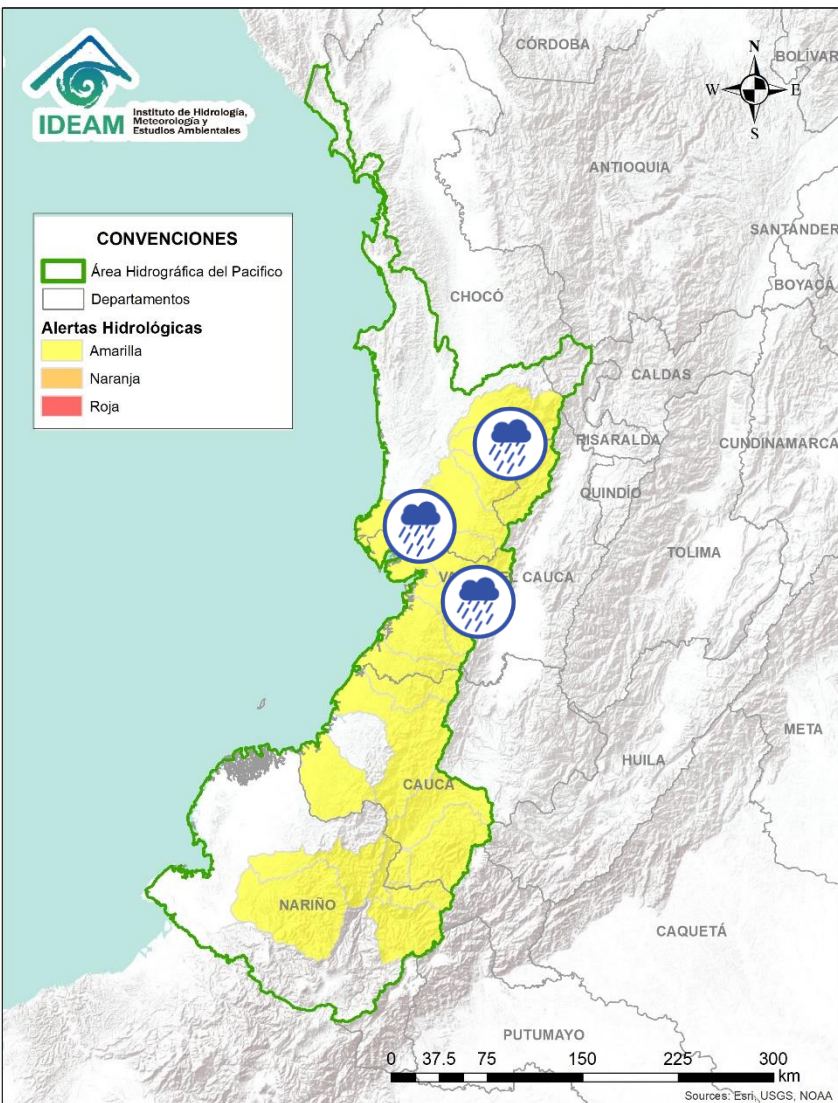 IDEAM
Instituto de Hidrología,
Meteorología y
Estudios Ambientales
CÓRDOBA
BOLÍVAR
N
W
E
S
ANTIOQUIA
SANTANDER
BOYACÁ
CONVENCIONES
Área Hidrográfica del Pacifico
Departamentos
Alertas Hidrológicas
Amarilla
Naranja
Roja
CHOCÓ
CALDAS
RISARALDA
CUNDINAMARCA
QUINDÍO
TOLIMA
CAUCA
META
HUILA
CAUCA
NARIÑO
CAQUETÁ
PUTUMAYO
0 37.5 75 150 225 300
km
Sources: Esri, USGS, NOAA